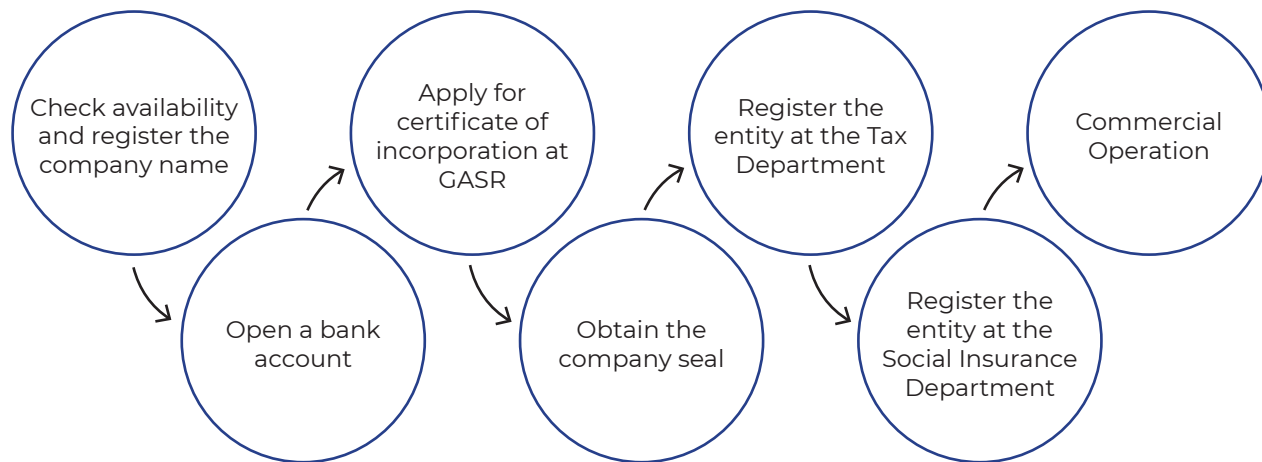 Check availability
and register the
company name
Open a bank
account
Apply for
certificate of
incorporation at
GASR
Obtain the
company seal
Register the
entity at the Tax
Department
Register the
entity at the
Social Insurance
Department
Commercial
Operation